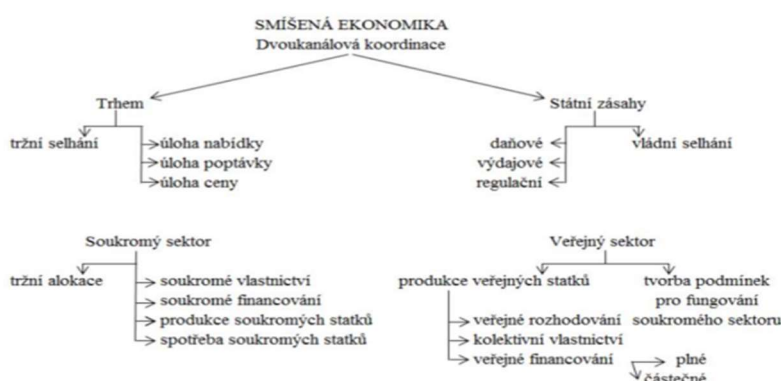 SMÍŠENÁ EKONOMIKA
Dvoukanálová koordinace
Trhem
Státní zásahy
tržní selhání
úloha nabídky
úloha poptávky
úloha ceny
daňové
výdajové
regulační
vládní selhání
Soukromý sektor
Veřejný sektor
tržní alokace
soukromé vlastnictví
soukromé financování
produkce soukromých statků
spotřeba soukromých statků
produkce veřejných statků
veřejné rozhodování
kolektivní vlastnictví
veřejné financování
plné
částečné
tvorba podmínek
pro fungování
soukromého sektoru